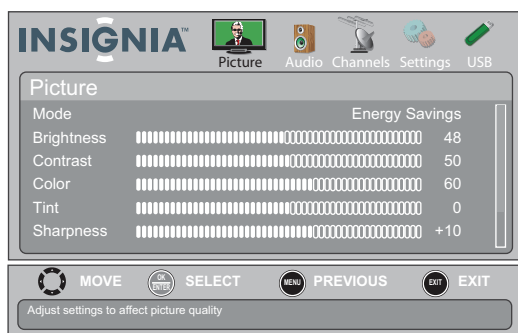 INSIGNIA™
Picture Audio Channels Settings USB
Picture
Mode Energy Savings
Brightness 48
Contrast 50
Color 60
Tint 0
Sharpness +10
MOVE OK ENTER SELECT MENU PREVIOUS EXIT EXIT
Adjust settings to affect picture quality